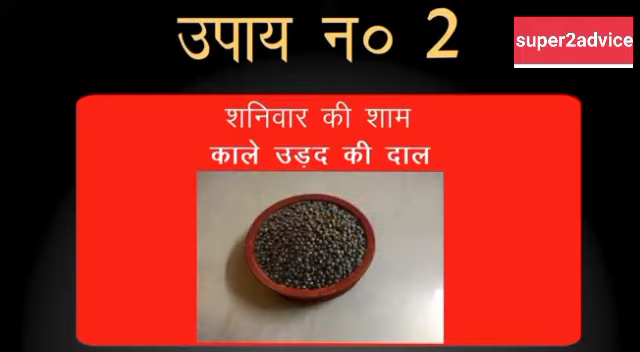 उपाय न० 2
super2advice
शनिवार की शाम
काले उड़द की दाल